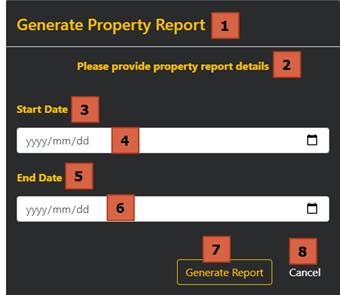 Generate Property Report 1
Please provide property report details 2
Start Date 3
yyyy/mm/dd 4
End Date 5
yyyy/mm/dd 6
7 8
Generate Report Cancel